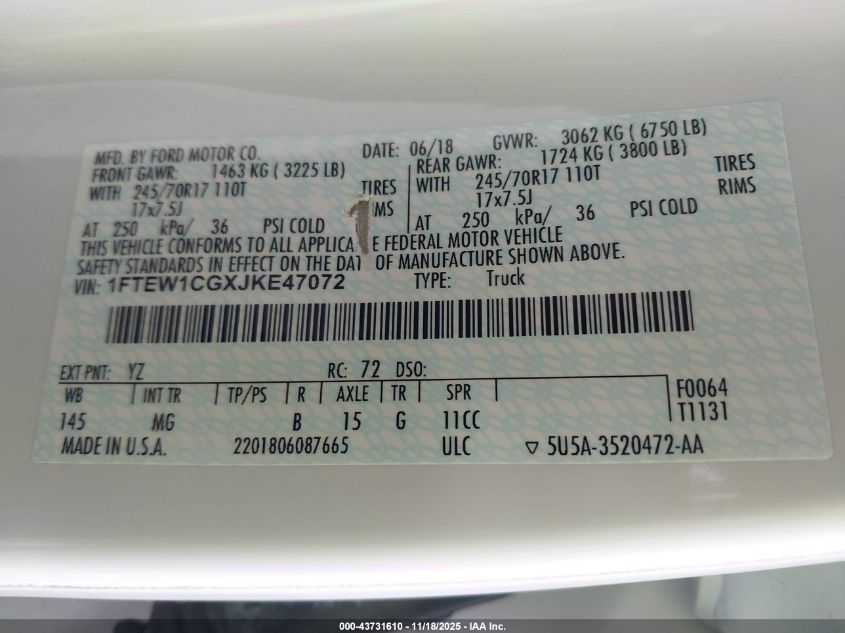 MFD. BY FORD MOTOR CO. DATE: 06/18 GVWR: 3062 KG ( 6750 LB)
FRONT GAWR: 1463 KG ( 3225 LB) REAR GAWR: 1724 KG ( 3800 LB)
WITH 245/70R17 110T TIRES WITH 245/70R17 110T TIRES
17x7.5J 17x7.5J RIMS
AT 250 kPa/ 36 PSI COLD AT 250 kPa/ 36 PSI COLD
THIS VEHICLE CONFORMS TO ALL FEDERAL MOTOR VEHICLE
SAFETY STANDARDS IN EFFECT ON THE OF MANUFACTURE SHOWN ABOVE.
VIN: 1FTEW1CGXJKE47072 TYPE: Truck
EXT PNT: YZ RC: 72 DSO:
WB INT TR TP/PS R AXLE TR SPR F0064
145 MG B 15 G 11CC T1131
MADE IN U.S.A. 2201806087665 ULC 5U5A-3520472-AA
000-43731610 - 11/18/2025 - IAA Inc.